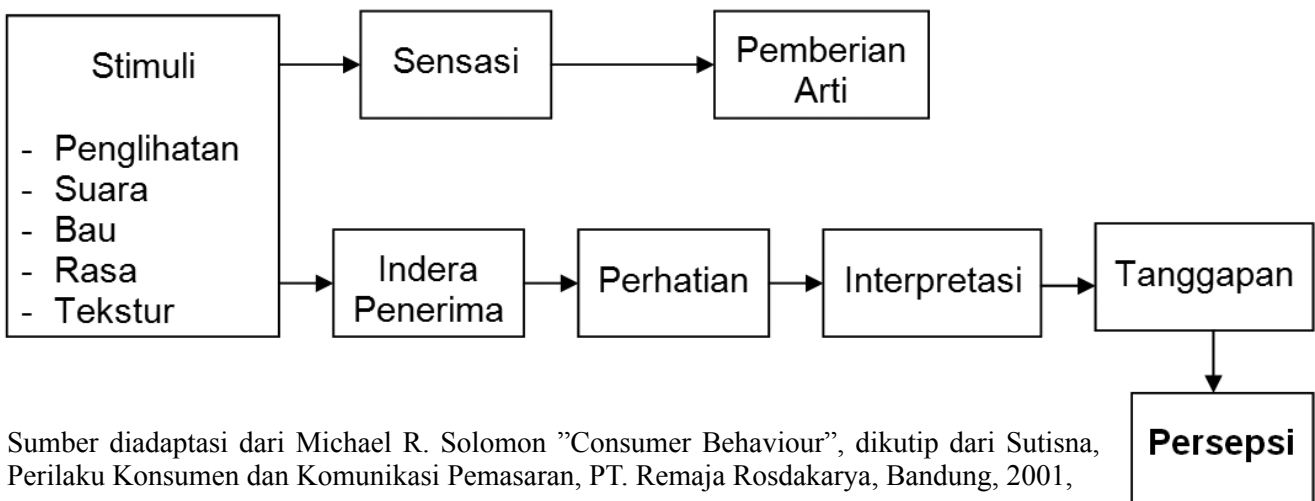 Stimuli
- Penglihatan
- Suara
- Bau
- Rasa
- Tekstur
Sensasi
Pemberian
Arti
Indera
Penerima
Perhatian
Interpretasi
Tanggapan
Persepsi
Sumber diadaptasi dari Michael R. Solomon ”Consumer Behaviour”, dikutip dari Sutisna,
Perilaku Konsumen dan Komunikasi Pemasaran, PT. Remaja Rosdakarya, Bandung, 2001,